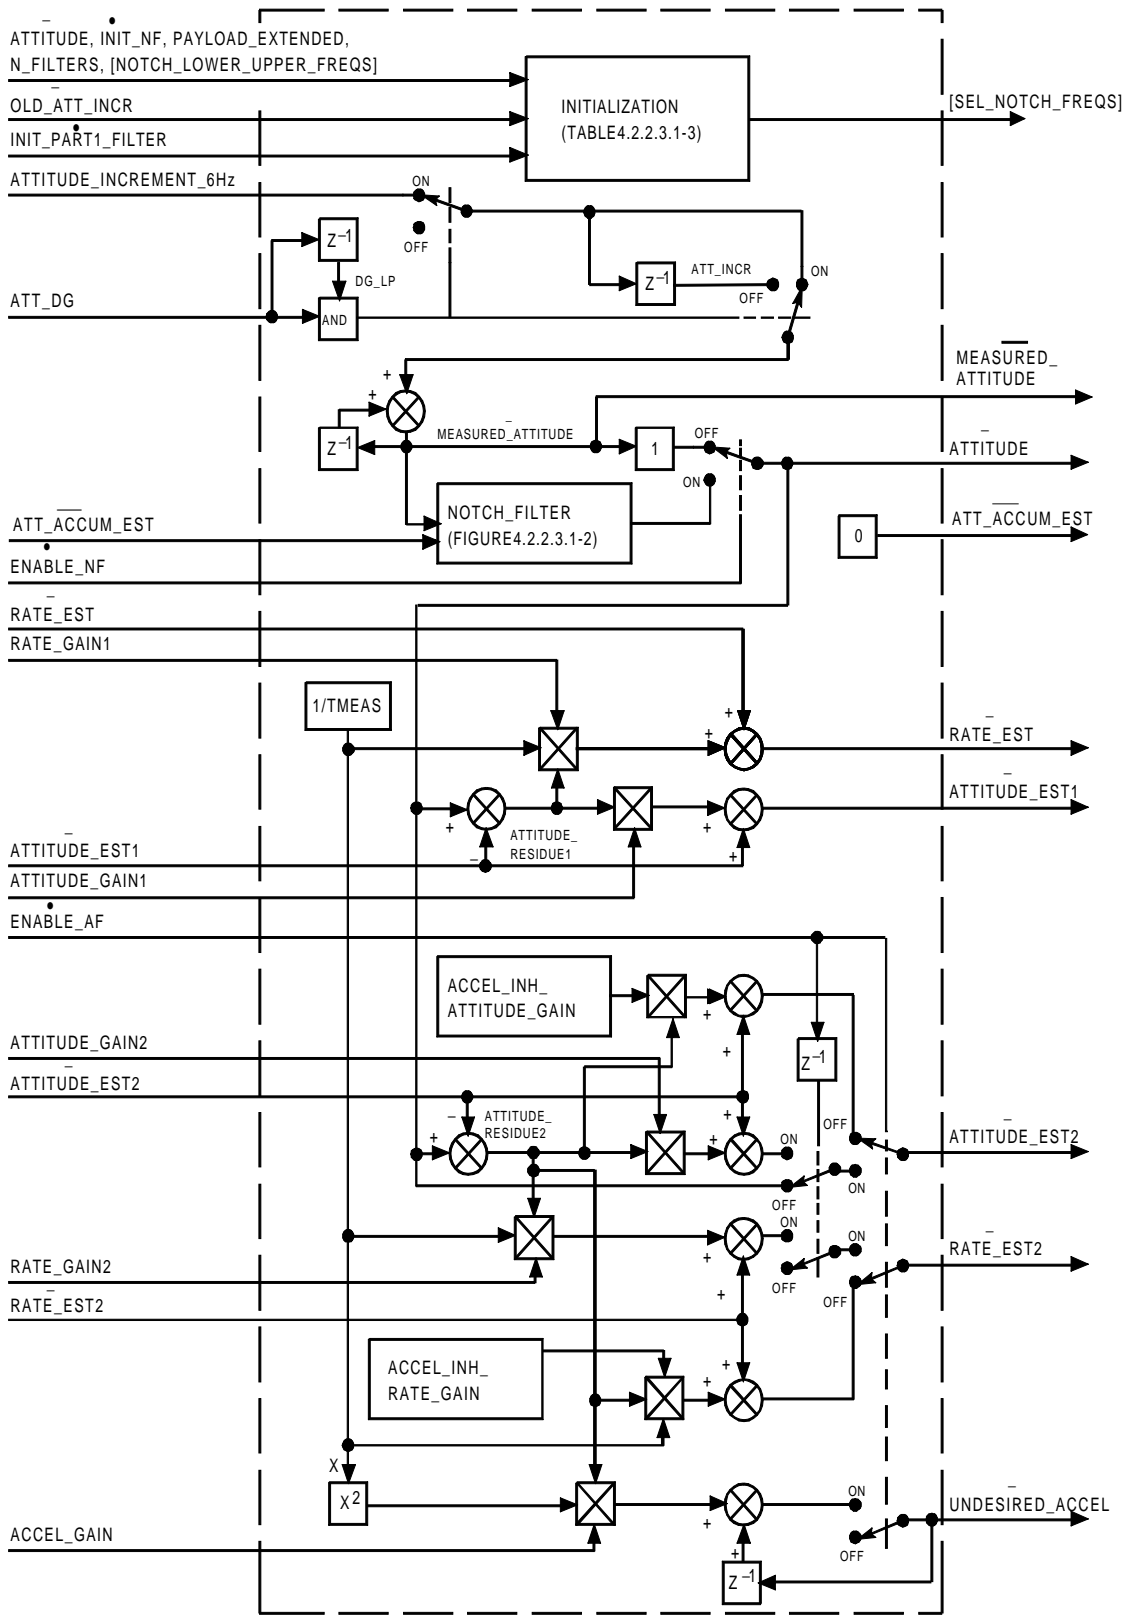 ATTITUDE, INIT_NF, PAYLOAD_EXTENDED,
N_FILTERS, [NOTCH_LOWER_UPPER_FREQS]
OLD_ATT_INCR
INIT_PART1_FILTER
INITIALIZATION
(TABLE4.2.2.3.1-3)
[SEL_NOTCH_FREQS]
ATTITUDE_INCREMENT_6Hz
ON
OFF
Z–1
DG_LP
ATT_DG
AND
Z–1
ATT_INCR
OFF
ON
+
+
Z–1
MEASURED_ATTITUDE
1
OFF
ON
MEASURED_
ATTITUDE
ATTITUDE
NOTCH_FILTER
(FIGURE4.2.2.3.1-2)
ATT_ACCUM_EST
0
ATT_ACCUM_EST
ENABLE_NF
RATE_EST
RATE_GAIN1
1/TMEAS
+
+
RATE_EST
+
–
ATTITUDE_
RESIDUE1
+
+
ATTITUDE_EST1
ATTITUDE_EST1
ATTITUDE_GAIN1
ENABLE_AF
ACCEL_INH_
ATTITUDE_GAIN
+
+
Z–1
ATTITUDE_GAIN2
ATTITUDE_EST2
–
+
ATTITUDE_
RESIDUE2
+
+
ON
OFF
OFF
ON
ATTITUDE_EST2
RATE_GAIN2
RATE_EST2
+
+
ON
OFF
ON
OFF
RATE_EST2
ACCEL_INH_
RATE_GAIN
+
+
X
X2
ACCEL_GAIN
+
+
Z–1
ON
OFF
UNDESIRED_ACCEL